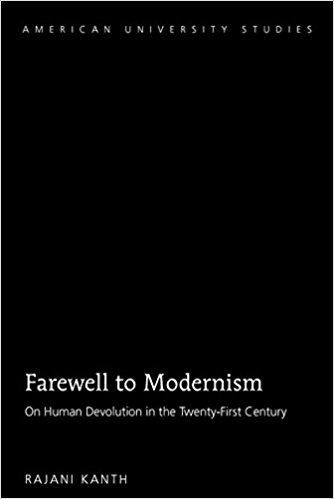 AMERICAN UNIVERSITY STUDIES
Farewell to Modernism
On Human Devolution in the Twenty-First Century
RAJANI KANTH